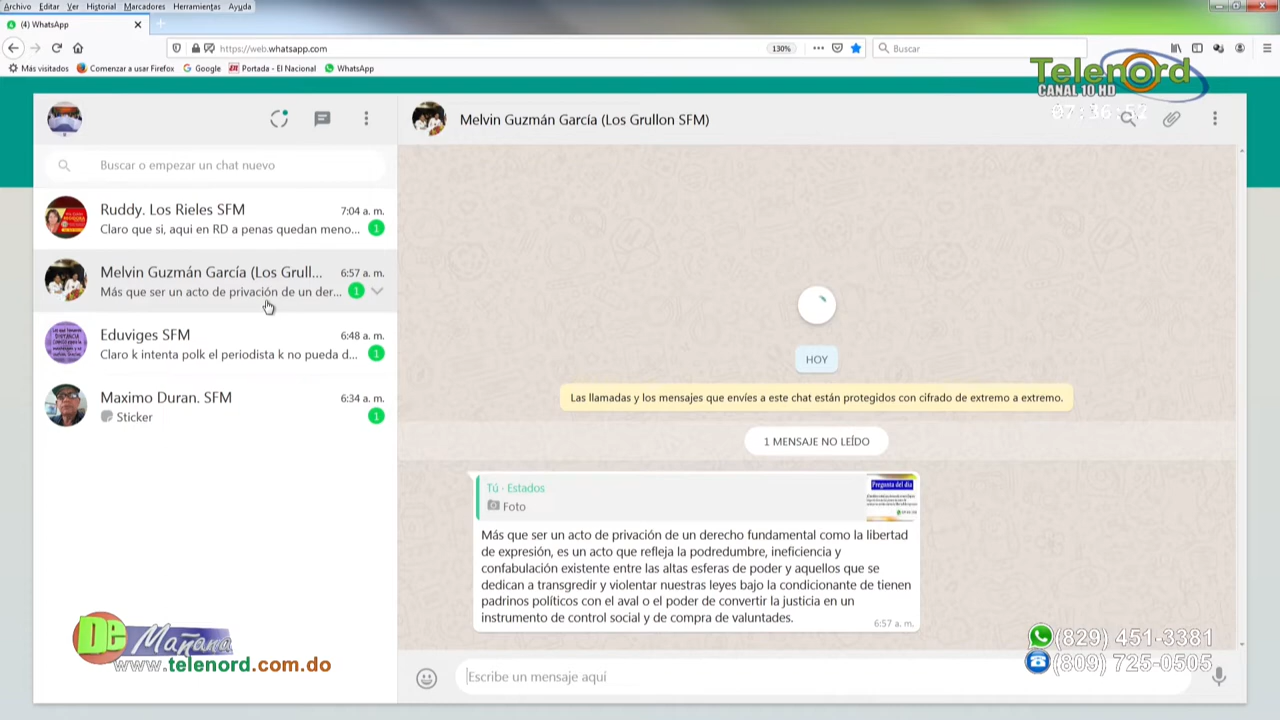 Archivo Editar Ver Historial Marcadores Herramientas Ayuda
(4) WhatsApp
https://web.whatsapp.com
130%
Buscar
Más visitados
Comenzar a usar Firefox
Google
Portada - El Nacional
WhatsApp
Telenord
CANAL 10.HD
07:36:52
Melvin Guzmán García (Los Grullon SFM)
Buscar o empezar un chat nuevo
Ruddy. Los Rieles SFM
7:04 a. m.
Claro que si, aqui en RD a penas quedan meno...
1
Melvin Guzmán García (Los Grull...
6:57 a. m.
Más que ser un acto de privación de un der...
1
Eduviges SFM
6:48 a. m.
Claro k intenta polk el periodista k no pueda d...
1
Maximo Duran. SFM
6:34 a. m.
Sticker
1
HOY
Las llamadas y los mensajes que envíes a este chat están protegidos con cifrado de extremo a extremo.
1 MENSAJE NO LEÍDO
Tú · Estados
Foto
Pregunta del dia
Más que ser un acto de privación de un derecho fundamental como la libertad
de expresión, es un acto que refleja la podredumbre, ineficiencia y
confabulación existente entre las altas esferas de poder y aquellos que se
dedican a transgredir y violentar nuestras leyes bajo la condicionante de tienen
padrinos políticos con el aval o el poder de convertir la justicia en un
instrumento de control social y de compra de valuntades.
6:57 a. m.
Escribe un mensaje aquí
De Mañana
www.telenord.com.do
(829) 451-3381
(809) 725-0505